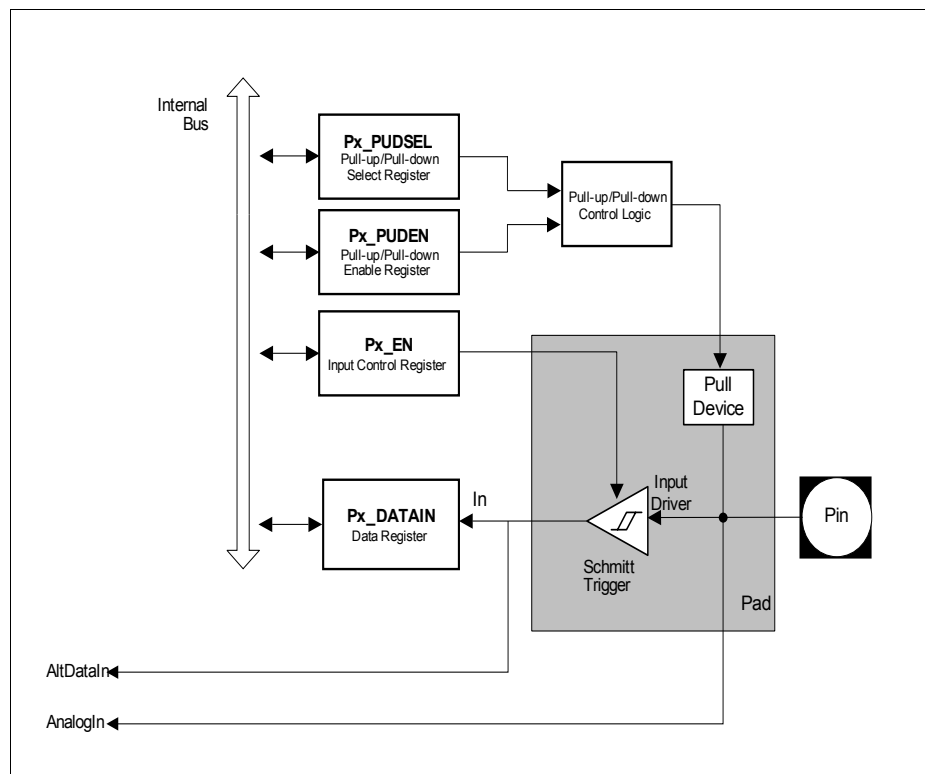 Internal
Bus
Px_PUDSEL
Pull-up/Pull-down
Select Register
Pull-up/Pull-down
Control Logic
Px_PUDEN
Pull-up/Pull-down
Enable Register
Px_EN
Input Control Register
Pull
Device
Px_DATAIN
Data Register
In
Input
Driver
Schmitt
Trigger
Pin
Pad
AltDataIn
AnalogIn